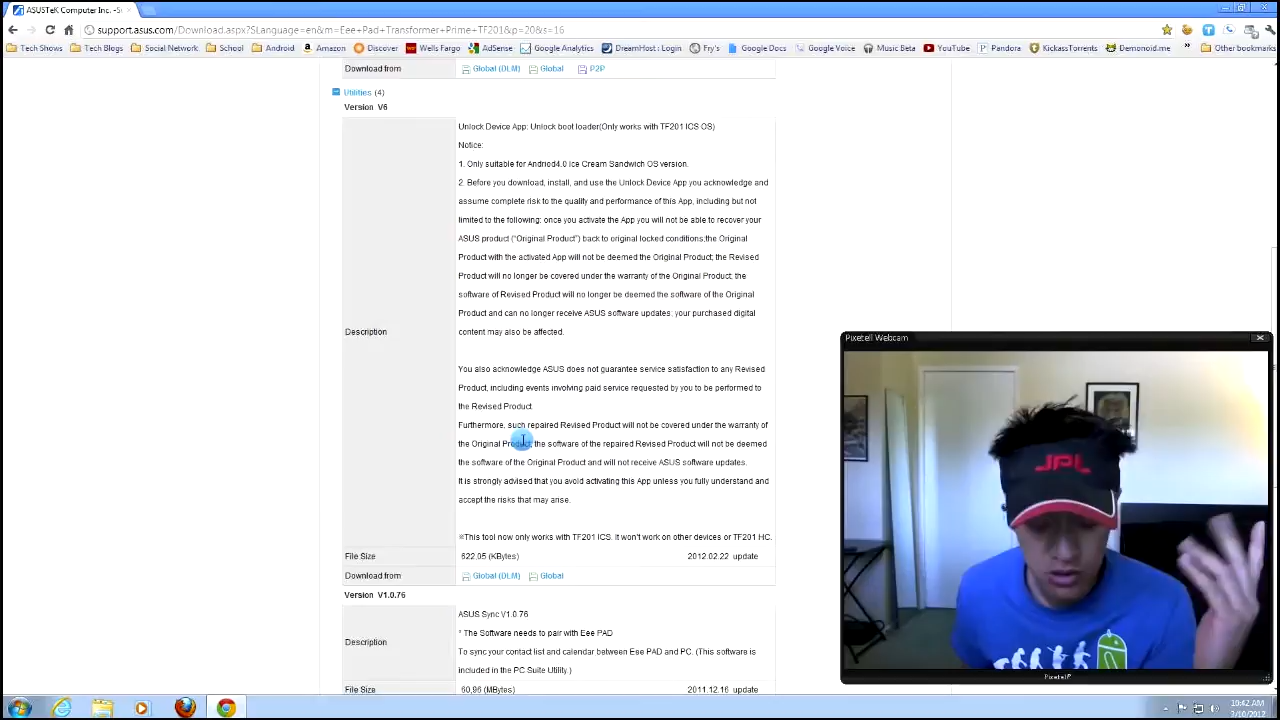 ASUSTeK Computer Inc. -Su
support.asus.com/Download.aspx?SLanguage=en&m=Eee+Pad+Transformer+Prime+TF201&p=20&s=16
Tech Shows
Tech Blogs
Social Network
School
Android
Amazon
Discover
Wells Fargo
AdSense
Google Analytics
DreamHost : Login
Fry's
Google Docs
Google Voice
Music Beta
YouTube
Pandora
KickassTorrents
Demonoid.me
»
Other bookmarks
Download from
Global (DLM)
Global
P2P
Utilities (4)
Version V6
Description
Unlock Device App: Unlock boot loader(Only works with TF201 ICS OS)
Notice:
1. Only suitable for Andriod4.0 Ice Cream Sandwich OS version.
2. Before you download, install, and use the Unlock Device App you acknowledge and
assume complete risk to the quality and performance of this App, including but not
limited to the following: once you activate the App you will not be able to recover your
ASUS product ("Original Product") back to original locked conditions;the Original
Product with the activated App will not be deemed the Original Product; the Revised
Product will no longer be covered under the warranty of the Original Product; the
software of Revised Product will no longer be deemed the software of the Original
Product and can no longer receive ASUS software updates; your purchased digital
content may also be affected.
You also acknowledge ASUS does not guarantee service satisfaction to any Revised
Product, including events involving paid service requested by you to be performed to
the Revised Product
Furthermore, such repaired Revised Product will not be covered under the warranty of
the Original Product; the software of the repaired Revised Product will not be deemed
the software of the Original Product and will not receive ASUS software updates.
It is strongly advised that you avoid activating this App unless you fully understand and
accept the risks that may arise.
※This tool now only works with TF201 ICS. It won't work on other devices or TF201 HC.
File Size
622,05 (KBytes)
2012.02.22 update
Download from
Global (DLM)
Global
Version V1.0.76
Description
ASUS Sync V1.0.76
* The Software needs to pair with Eee PAD
To sync your contact list and calendar between Eee PAD and PC. (This software is
included in the PC Suite Utility.)
File Size
60,96 (MBytes)
2011.12.16 update
Pixetell Webcam
JPL
Pixetell
10:42 AM